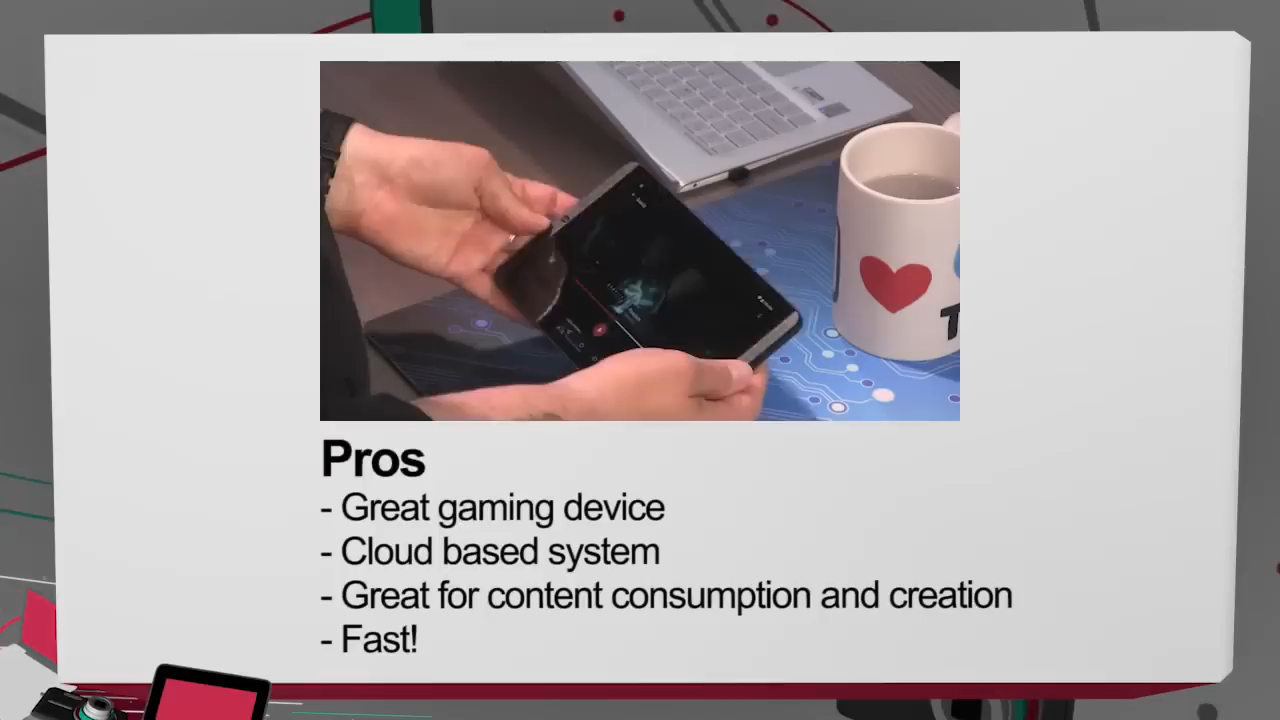 Pros
- Great gaming device
- Cloud based system
- Great for content consumption and creation
- Fast!